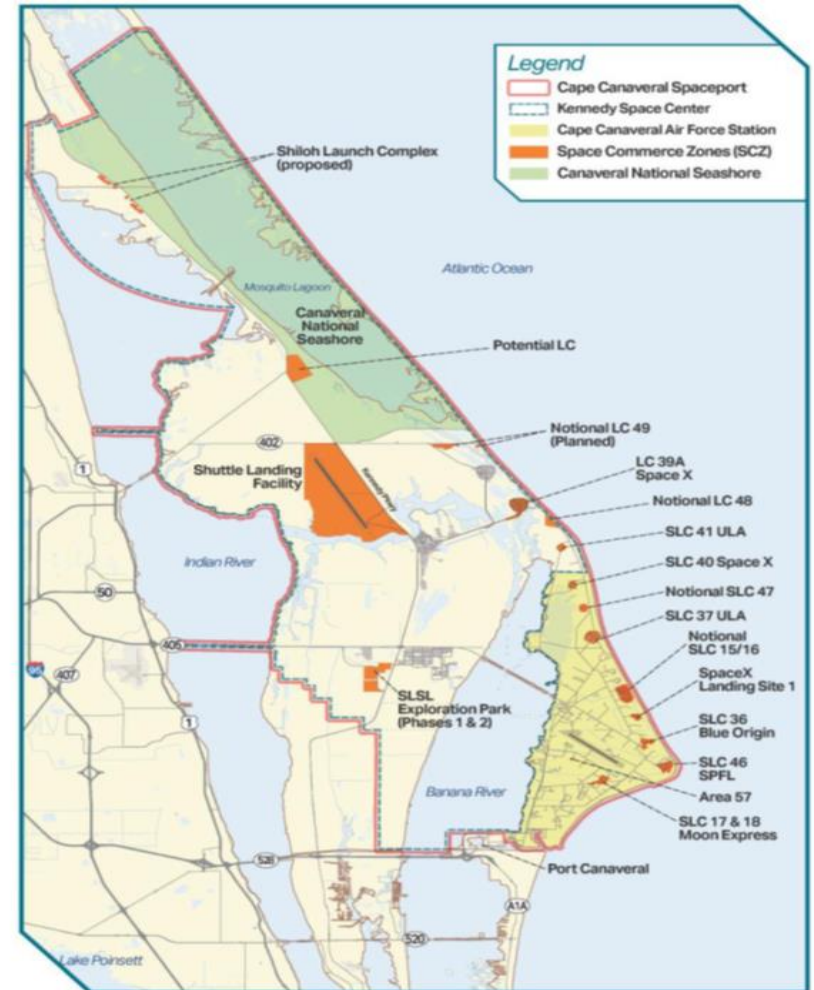 Legend
Cape Canaveral Spaceport
Kennedy Space Center
Cape Canaveral Air Force Station
Space Commerce Zones (SCZ)
Canaveral National Seashore
Shiloh Launch Complex
(proposed)
Atlantic Ocean
Mosquito Lagoon
Canaveral
National
Seashore
Potential LC
Notional LC 49
(Planned)
402
Shuttle Landing
Facility
Kennedy Pkwy
LC 39A
Space X
1
Notional LC 48
SLC 41 ULA
Indian River
SLC 40 Space X
50
Notional SLC 47
SLC 37 ULA
405
Notional
SLC 15/16
95
407
SpaceX
Landing Site 1
SLSL
Exploration Park
(Phases 1 & 2)
1
SLC 36
Blue Origin
SLC 46
SPFL
Banana River
Area 57
SLC 17 & 18
Moon Express
528
Port Canaveral
A1A
520
Lake Poinsett